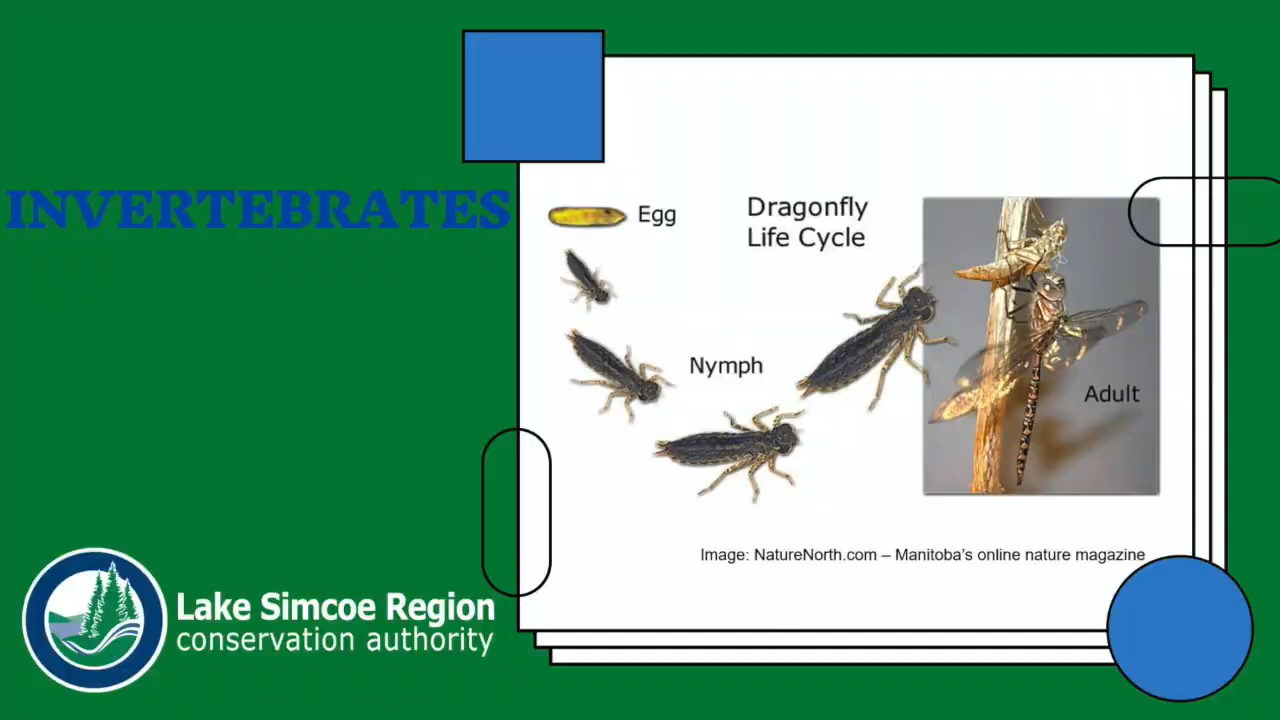 INVERTEBRATES
Egg
Dragonfly
Life Cycle
Nymph
Adult
Image: NatureNorth.com – Manitoba's online nature magazine
Lake Simcoe Region
conservation authority